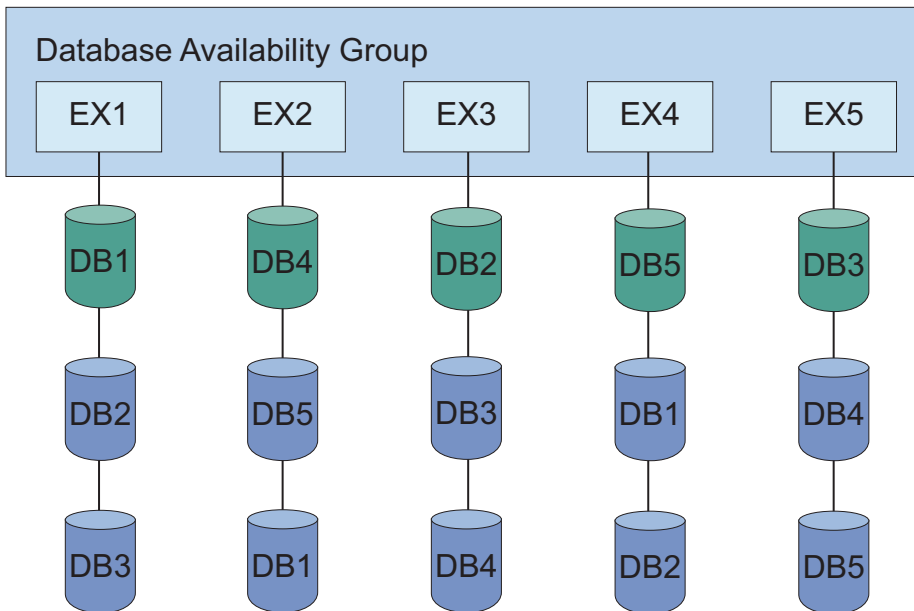 Database Availability Group
EX1 EX2 EX3 EX4 EX5
DB1 DB4 DB2 DB5 DB3
DB2 DB5 DB3 DB1 DB4
DB3 DB1 DB4 DB2 DB5